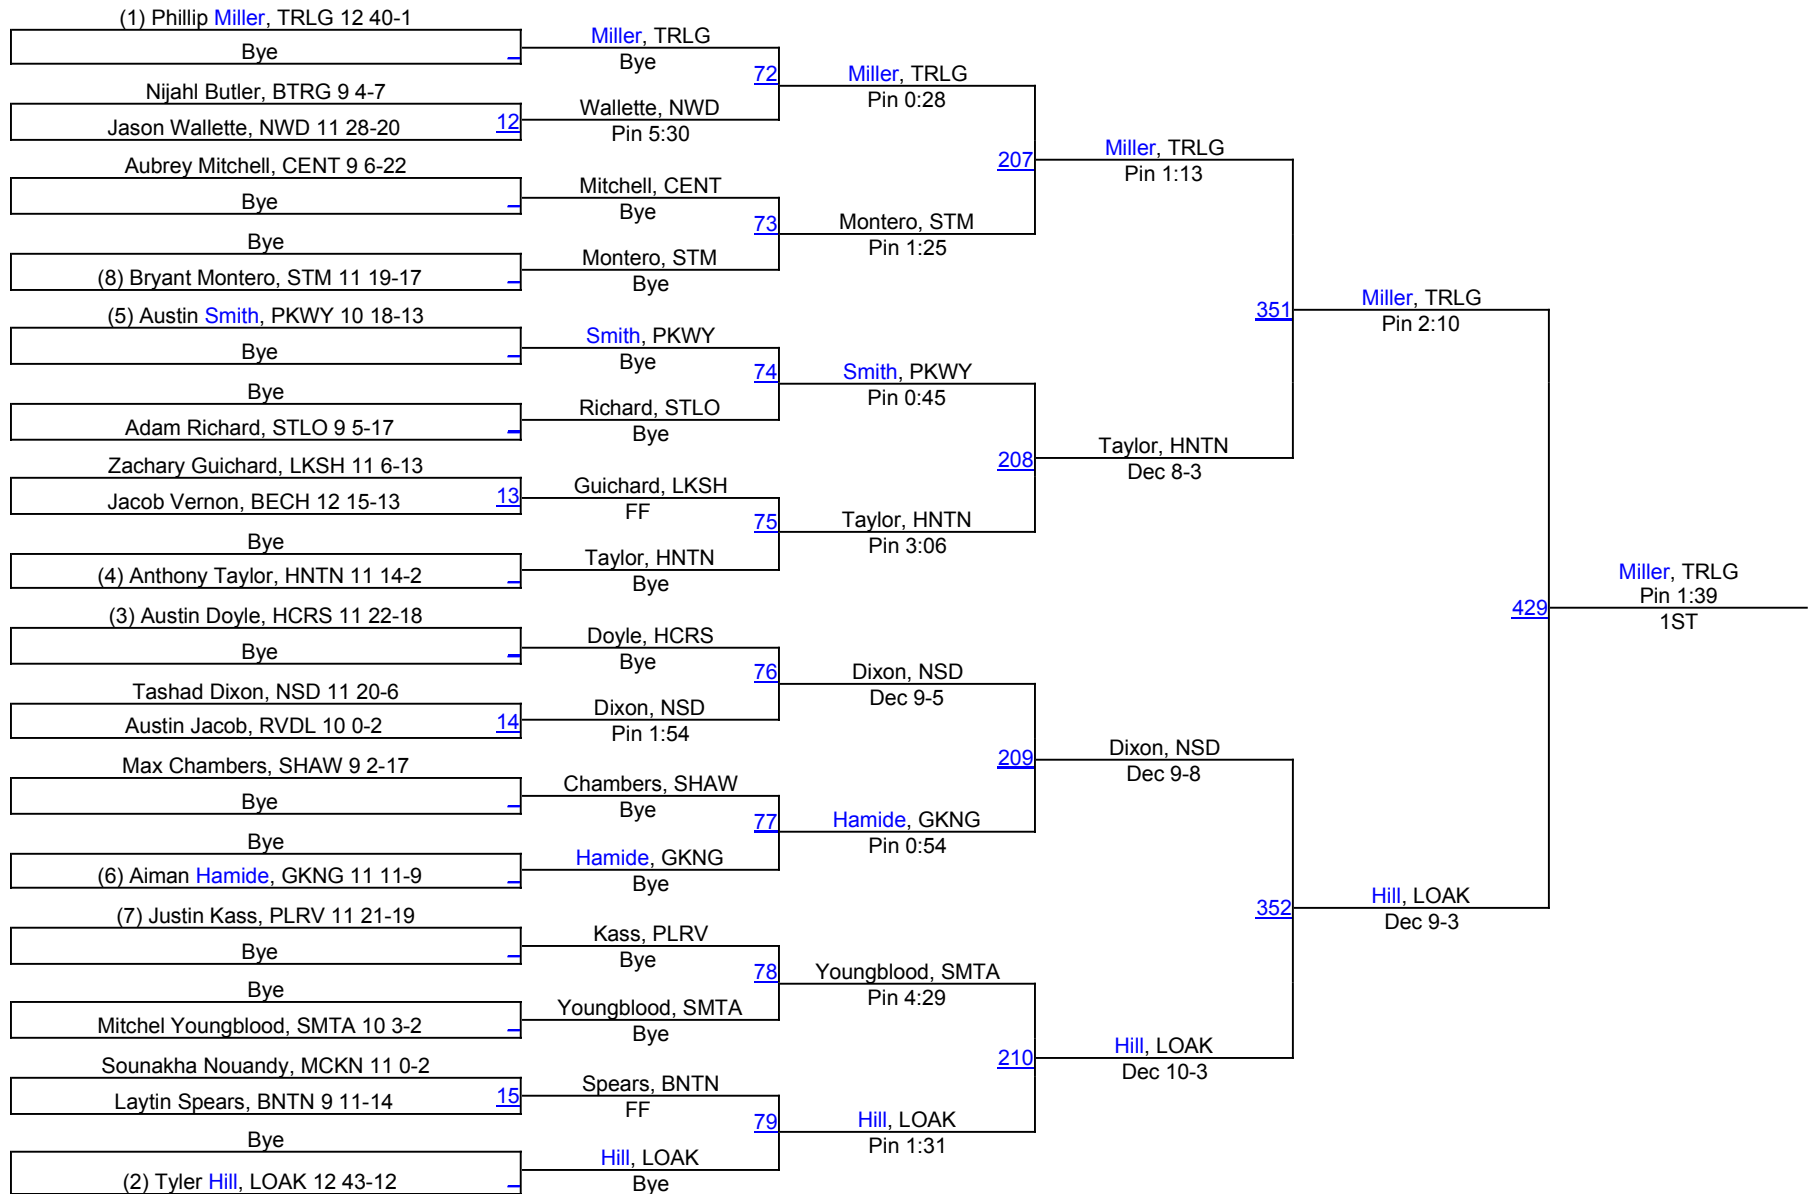 (1) Phillip Miller, TRLG 12 40-1
Bye
Nijahl Butler, BTRG 9 4-7
Jason Wallette, NWD 11 28-20
12
Aubrey Mitchell, CENT 9 6-22
Bye
Bye
(8) Bryant Montero, STM 11 19-17
(5) Austin Smith, PKWY 10 18-13
Bye
Bye
Adam Richard, STLO 9 5-17
Zachary Guichard, LKSH 11 6-13
Jacob Vernon, BECH 12 15-13
13
Bye
(4) Anthony Taylor, HNTN 11 14-2
(3) Austin Doyle, HCRS 11 22-18
Bye
Tashad Dixon, NSD 11 20-6
Austin Jacob, RVDL 10 0-2
14
Max Chambers, SHAW 9 2-17
Bye
Bye
(6) Aiman Hamide, GKNG 11 11-9
(7) Justin Kass, PLRV 11 21-19
Bye
Bye
Mitchel Youngblood, SMTA 10 3-2
Sounakha Nouandy, MCKN 11 0-2
Laytin Spears, BNTN 9 11-14
15
Bye
(2) Tyler Hill, LOAK 12 43-12
Miller, TRLG
Bye
72
Wallette, NWD
Pin 5:30
Mitchell, CENT
Bye
73
Montero, STM
Bye
Smith, PKWY
Bye
74
Richard, STLO
Bye
Guichard, LKSH
FF
75
Taylor, HNTN
Bye
Doyle, HCRS
Bye
76
Dixon, NSD
Pin 1:54
Chambers, SHAW
Bye
77
Hamide, GKNG
Bye
Kass, PLRV
Bye
78
Youngblood, SMTA
Bye
Spears, BNTN
FF
79
Hill, LOAK
Bye
Miller, TRLG
Pin 0:28
207
Montero, STM
Pin 1:25
Smith, PKWY
Pin 0:45
208
Taylor, HNTN
Pin 3:06
Dixon, NSD
Dec 9-5
209
Hamide, GKNG
Pin 0:54
Youngblood, SMTA
Pin 4:29
210
Hill, LOAK
Pin 1:31
Miller, TRLG
Pin 1:13
351
Taylor, HNTN
Dec 8-3
Dixon, NSD
Dec 9-8
352
Hill, LOAK
Dec 10-3
Miller, TRLG
Pin 2:10
429
Hill, LOAK
Dec 9-3
Miller, TRLG
Pin 1:39
1ST